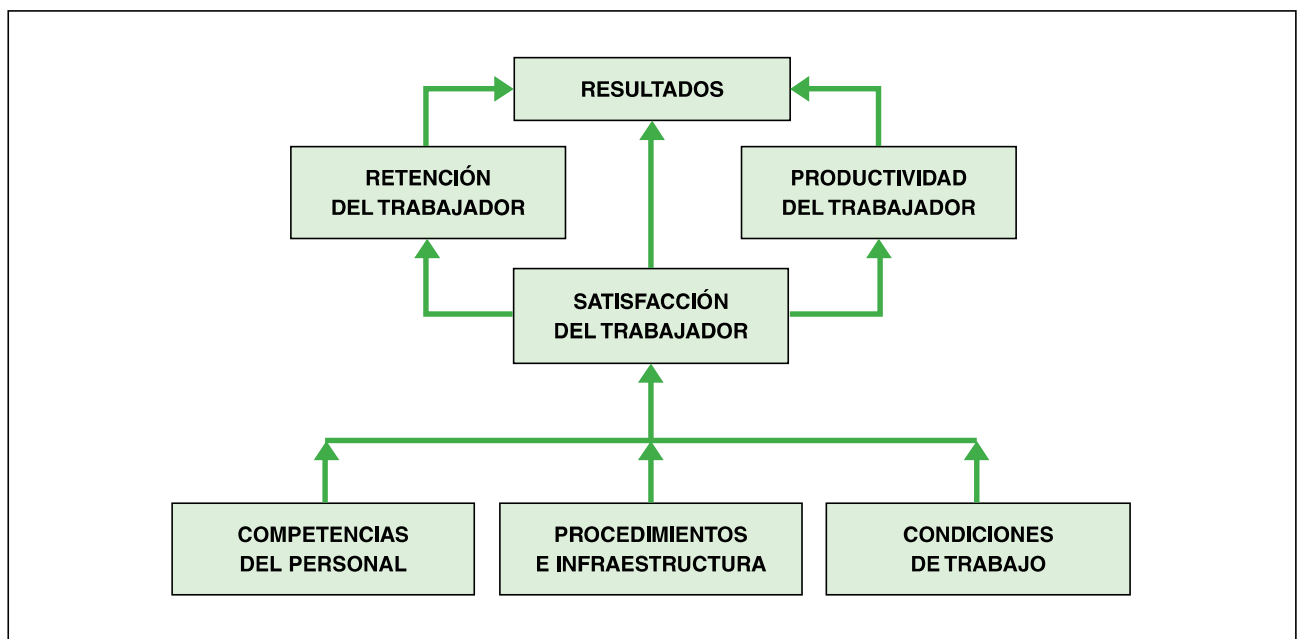 RESULTADOS
RETENCIÓN
DEL TRABAJADOR
PRODUCTIVIDAD
DEL TRABAJADOR
SATISFACCIÓN
DEL TRABAJADOR
COMPETENCIAS
DEL PERSONAL
PROCEDIMIENTOS
E INFRAESTRUCTURA
CONDICIONES
DE TRABAJO